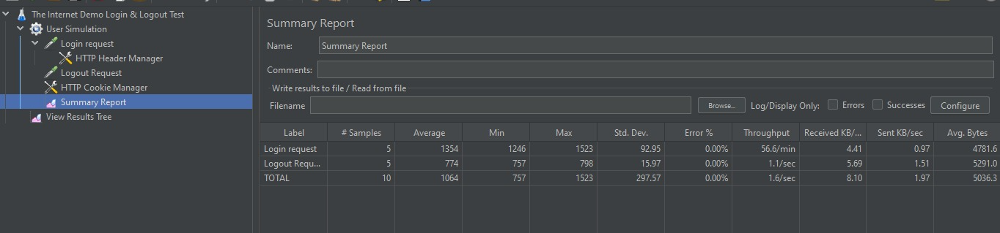 The Internet Demo Login & Logout Test
User Simulation
Login request
HTTP Header Manager
Logout Request
HTTP Cookie Manager
Summary Report
View Results Tree
Summary Report
Name: Summary Report
Comments:
Write results to file / Read from file
Filename Browse... Log/Display Only: Errors Successes Configure
Label # Samples Average Min Max Std. Dev. Error % Throughput Received KB/... Sent KB/sec Avg. Bytes
Login request 5 1354 1246 1523 92.95 0.00% 56.6/min 4.41 0.97 4781.6
Logout Requ... 5 774 757 798 15.97 0.00% 1.1/sec 5.69 1.51 5291.0
TOTAL 10 1064 757 1523 297.57 0.00% 1.6/sec 8.10 1.97 5036.3